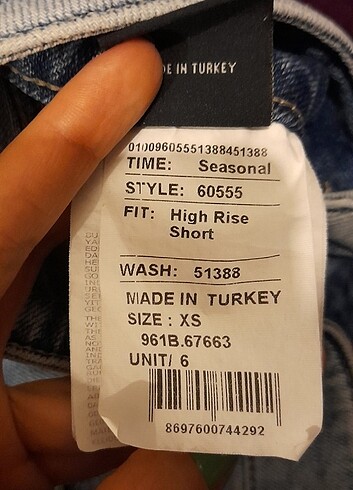 DE IN TURKEY
01009605551388451388
TIME: Seasonal
STYLE: 60555
FIT: High Rise
Short
WASH: 51388
MADE IN TURKEY
SIZE : XS
961B.67663
UNIT/ 6
8697600744292